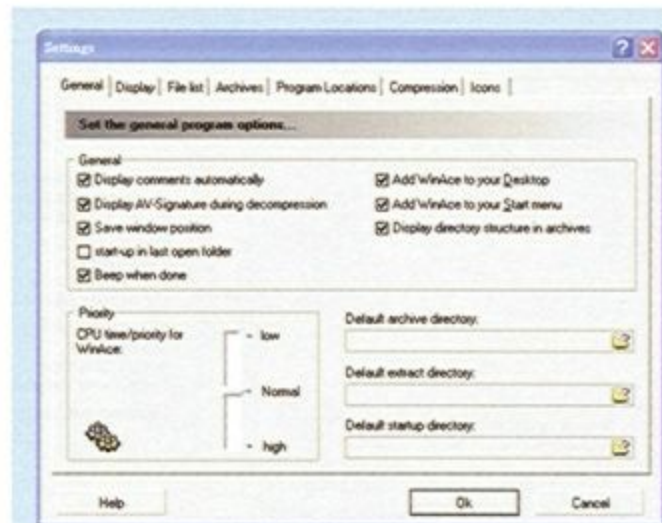 Settings
General Display File list Archives Program Locations Compression Icons
Set the general program options...
General
Display comments automatically
Display AV-Signature during decompression
Save window position
start-up in last open folder
Beep when done
Add WinAce to your Desktop
Add WinAce to your Start menu
Display directory structure in archives
Priority
CPU time/priority for
WinAce:
- low
- Normal
- high
Default archive directory:
Default extract directory:
Default startup directory:
Help Ok Cancel